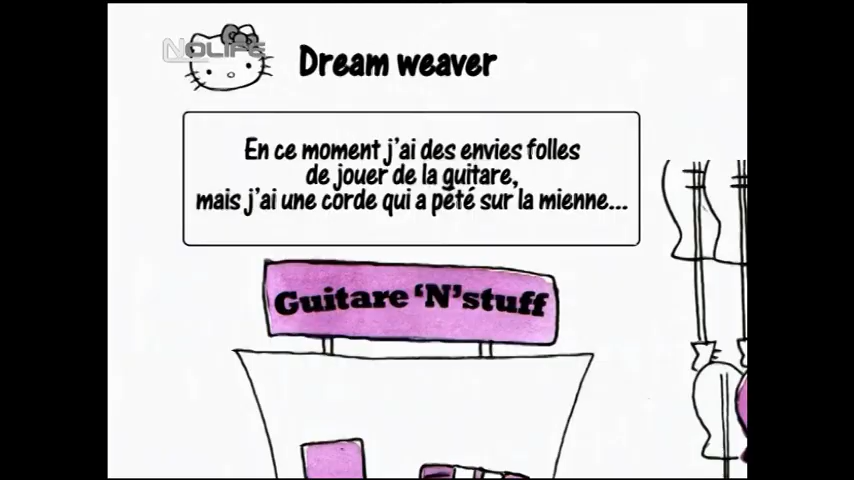 NOLIFE
Dream weaver
En ce moment j'ai des envies folles
de jouer de la guitare,
mais j'ai une corde qui a pété sur la mienne...
Guitare 'N' stuff